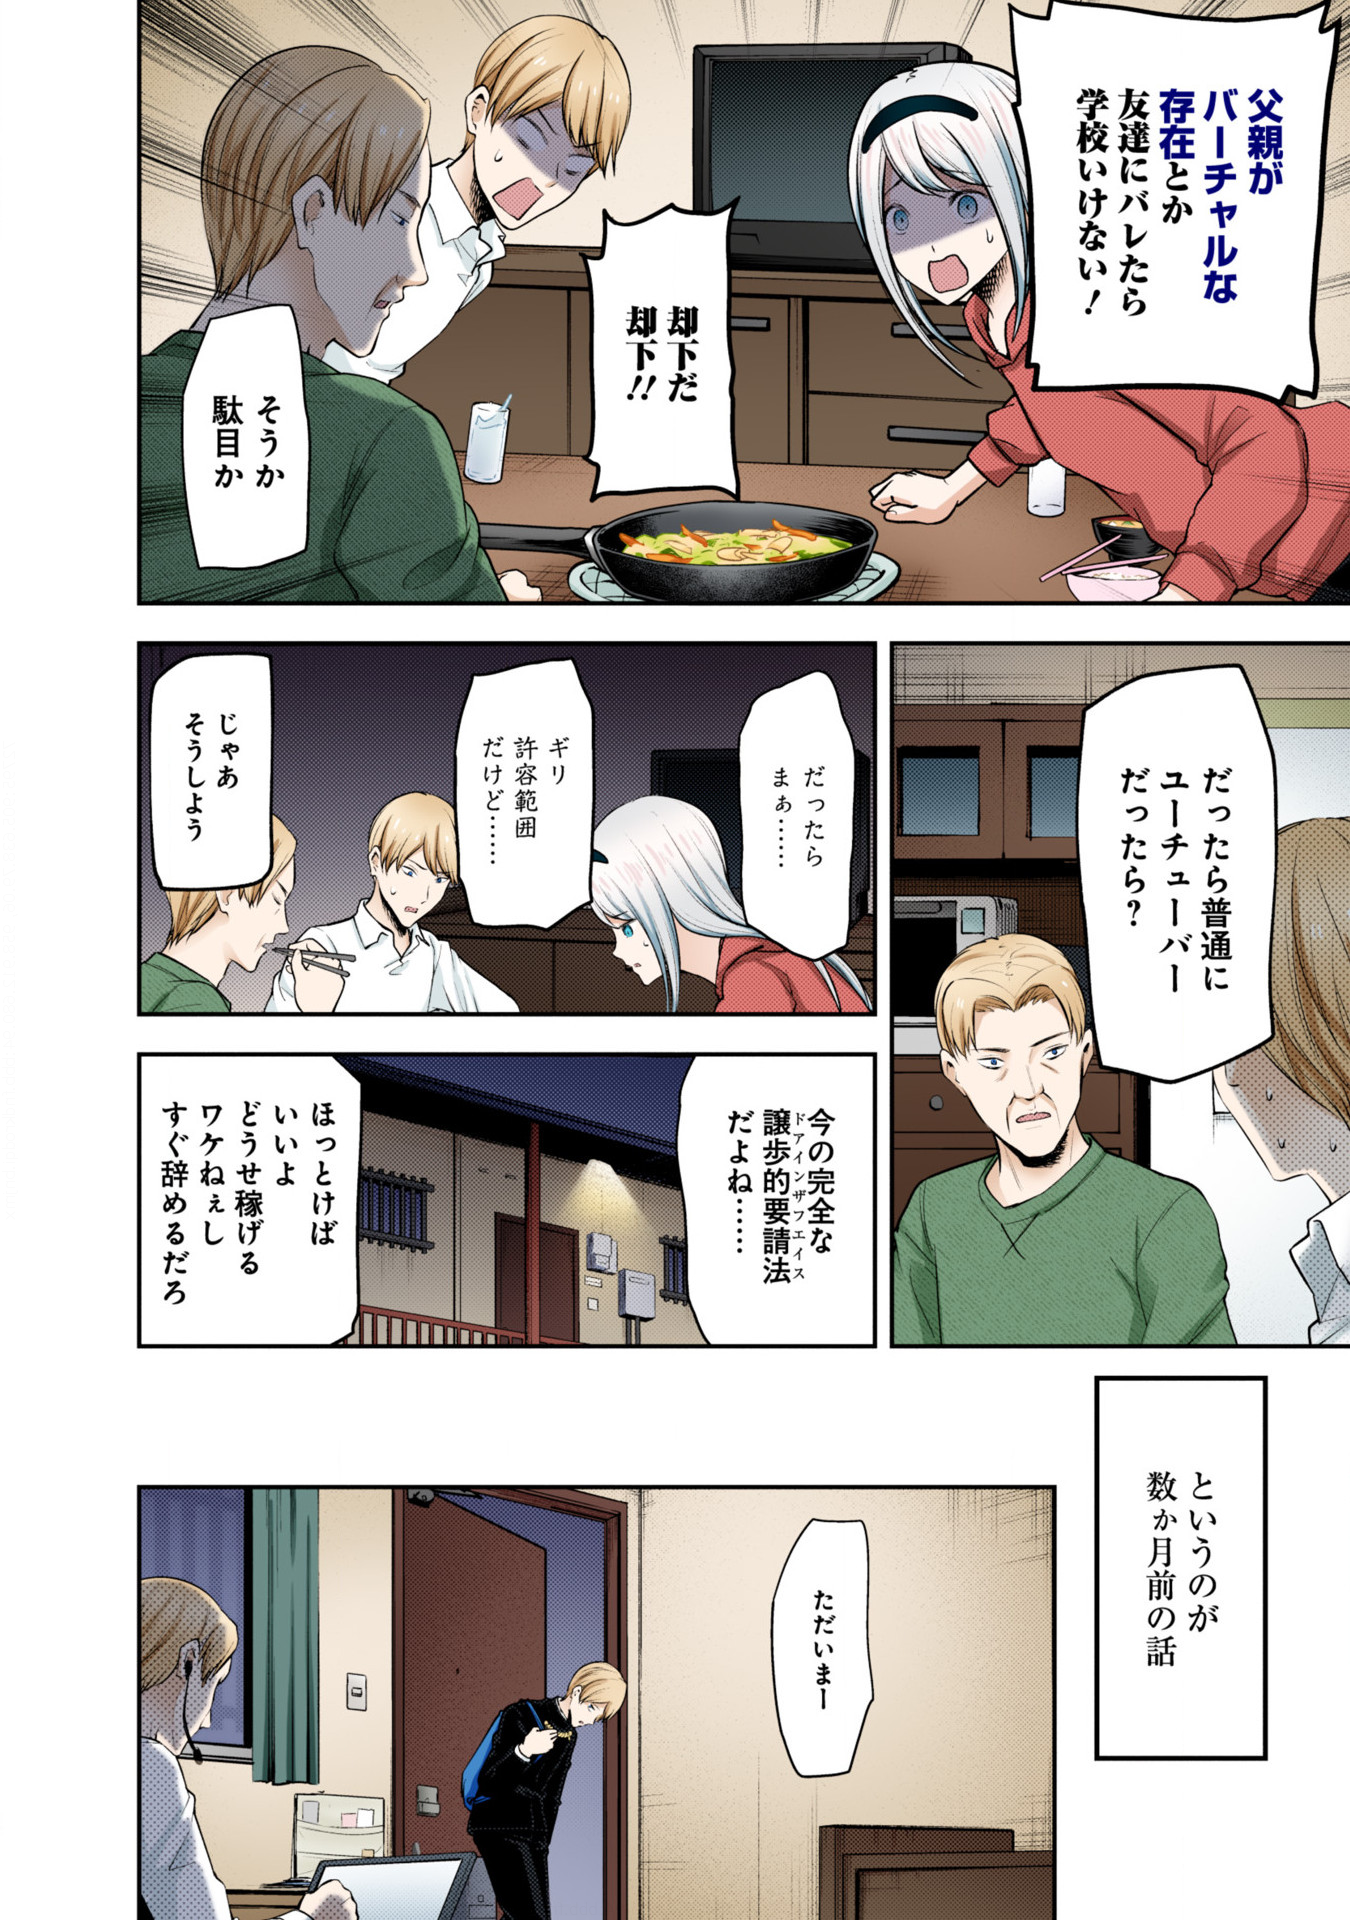 父親が
バーチャルな
存在とか
友達にバレたら
学校いけない!
却下だ
却下!!
そうか
駄目か
だったら普通に
ユーチューバー
だったら?
だったら
まぁ……
ギリ
許容範囲
だけど……
じゃあ
そうしよう
今の完全な
譲歩的要請法
ドアインザフェイス
だよね……
ほっとけば
いいよ
どうせ稼げる
ワケねぇし
すぐ辞めるだろ
というのが
数か月前の話
ただいまー